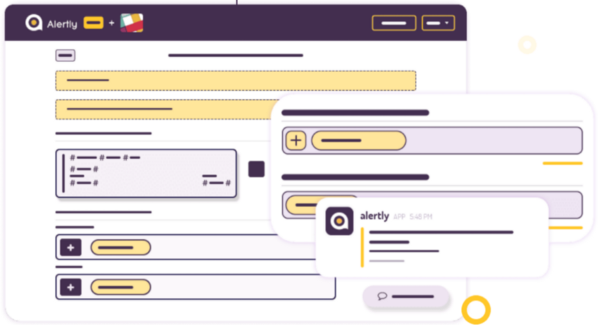 Alertly +
# # #
# #
# # # #
+
+
+
alertly APP 5:48 PM